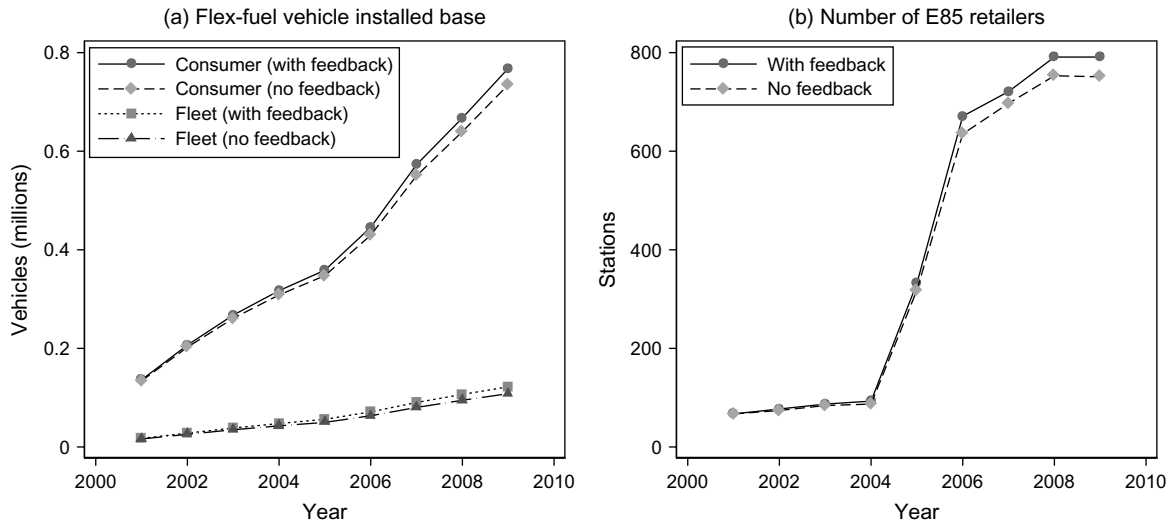 (a) Flex-fuel vehicle installed base
Vehicles (millions)
0.8
0.6
0.4
0.2
0
Consumer (with feedback)
Consumer (no feedback)
Fleet (with feedback)
Fleet (no feedback)
2000 2002 2004 2006 2008 2010
Year
(b) Number of E85 retailers
Stations
800
600
400
200
0
With feedback
No feedback
2000 2002 2004 2006 2008 2010
Year